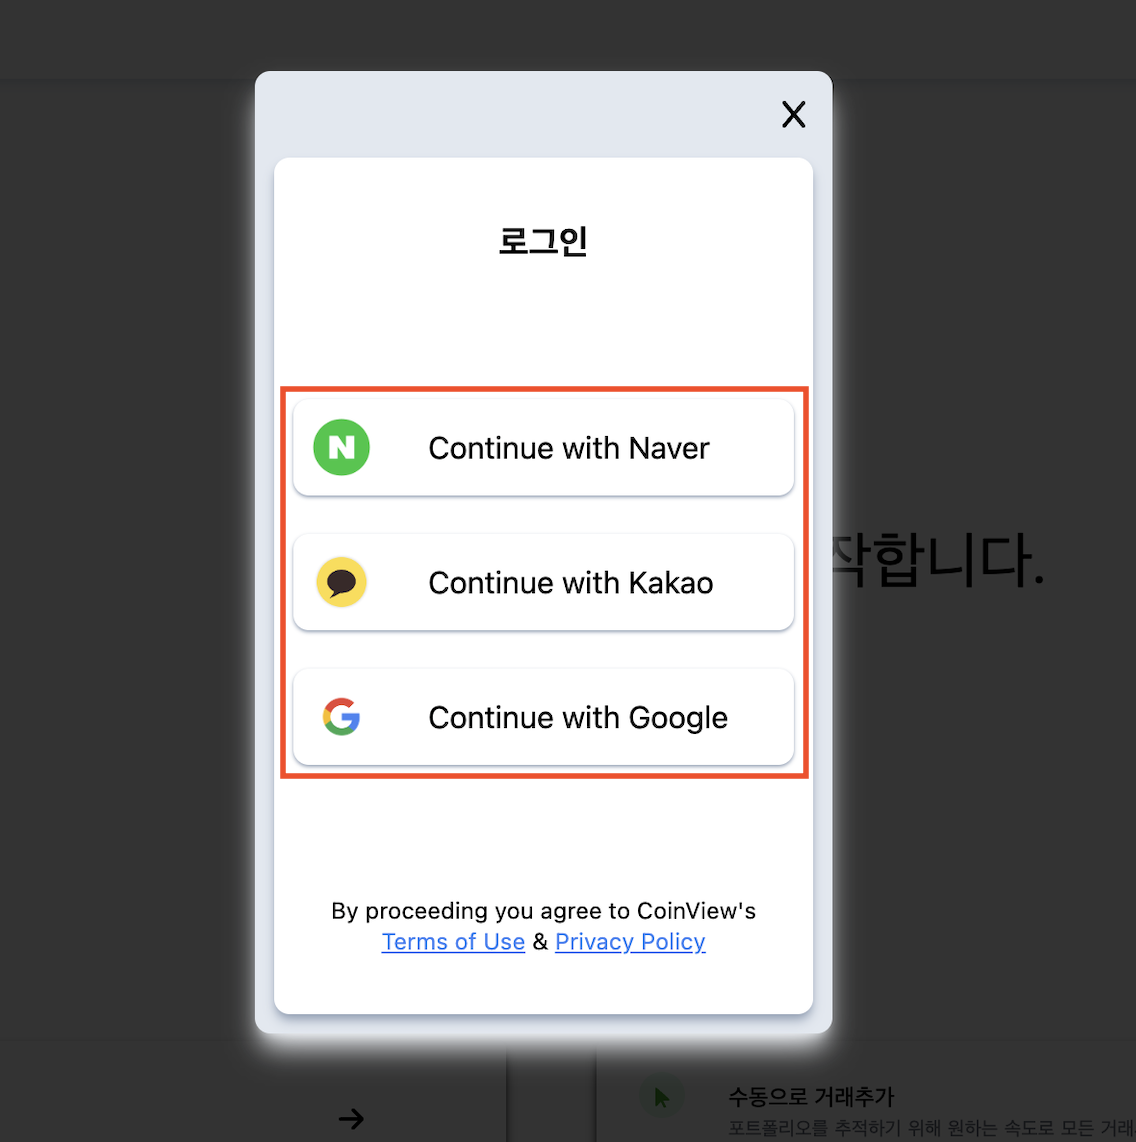 X
로그인
N
Continue with Naver
Continue with Kakao
작합니다.
G
Continue with Google
By proceeding you agree to CoinView's
Terms of Use & Privacy Policy
수동으로 거래추가
포트폴리오를 추적하기 위해 원하는 속도로 모든 거래